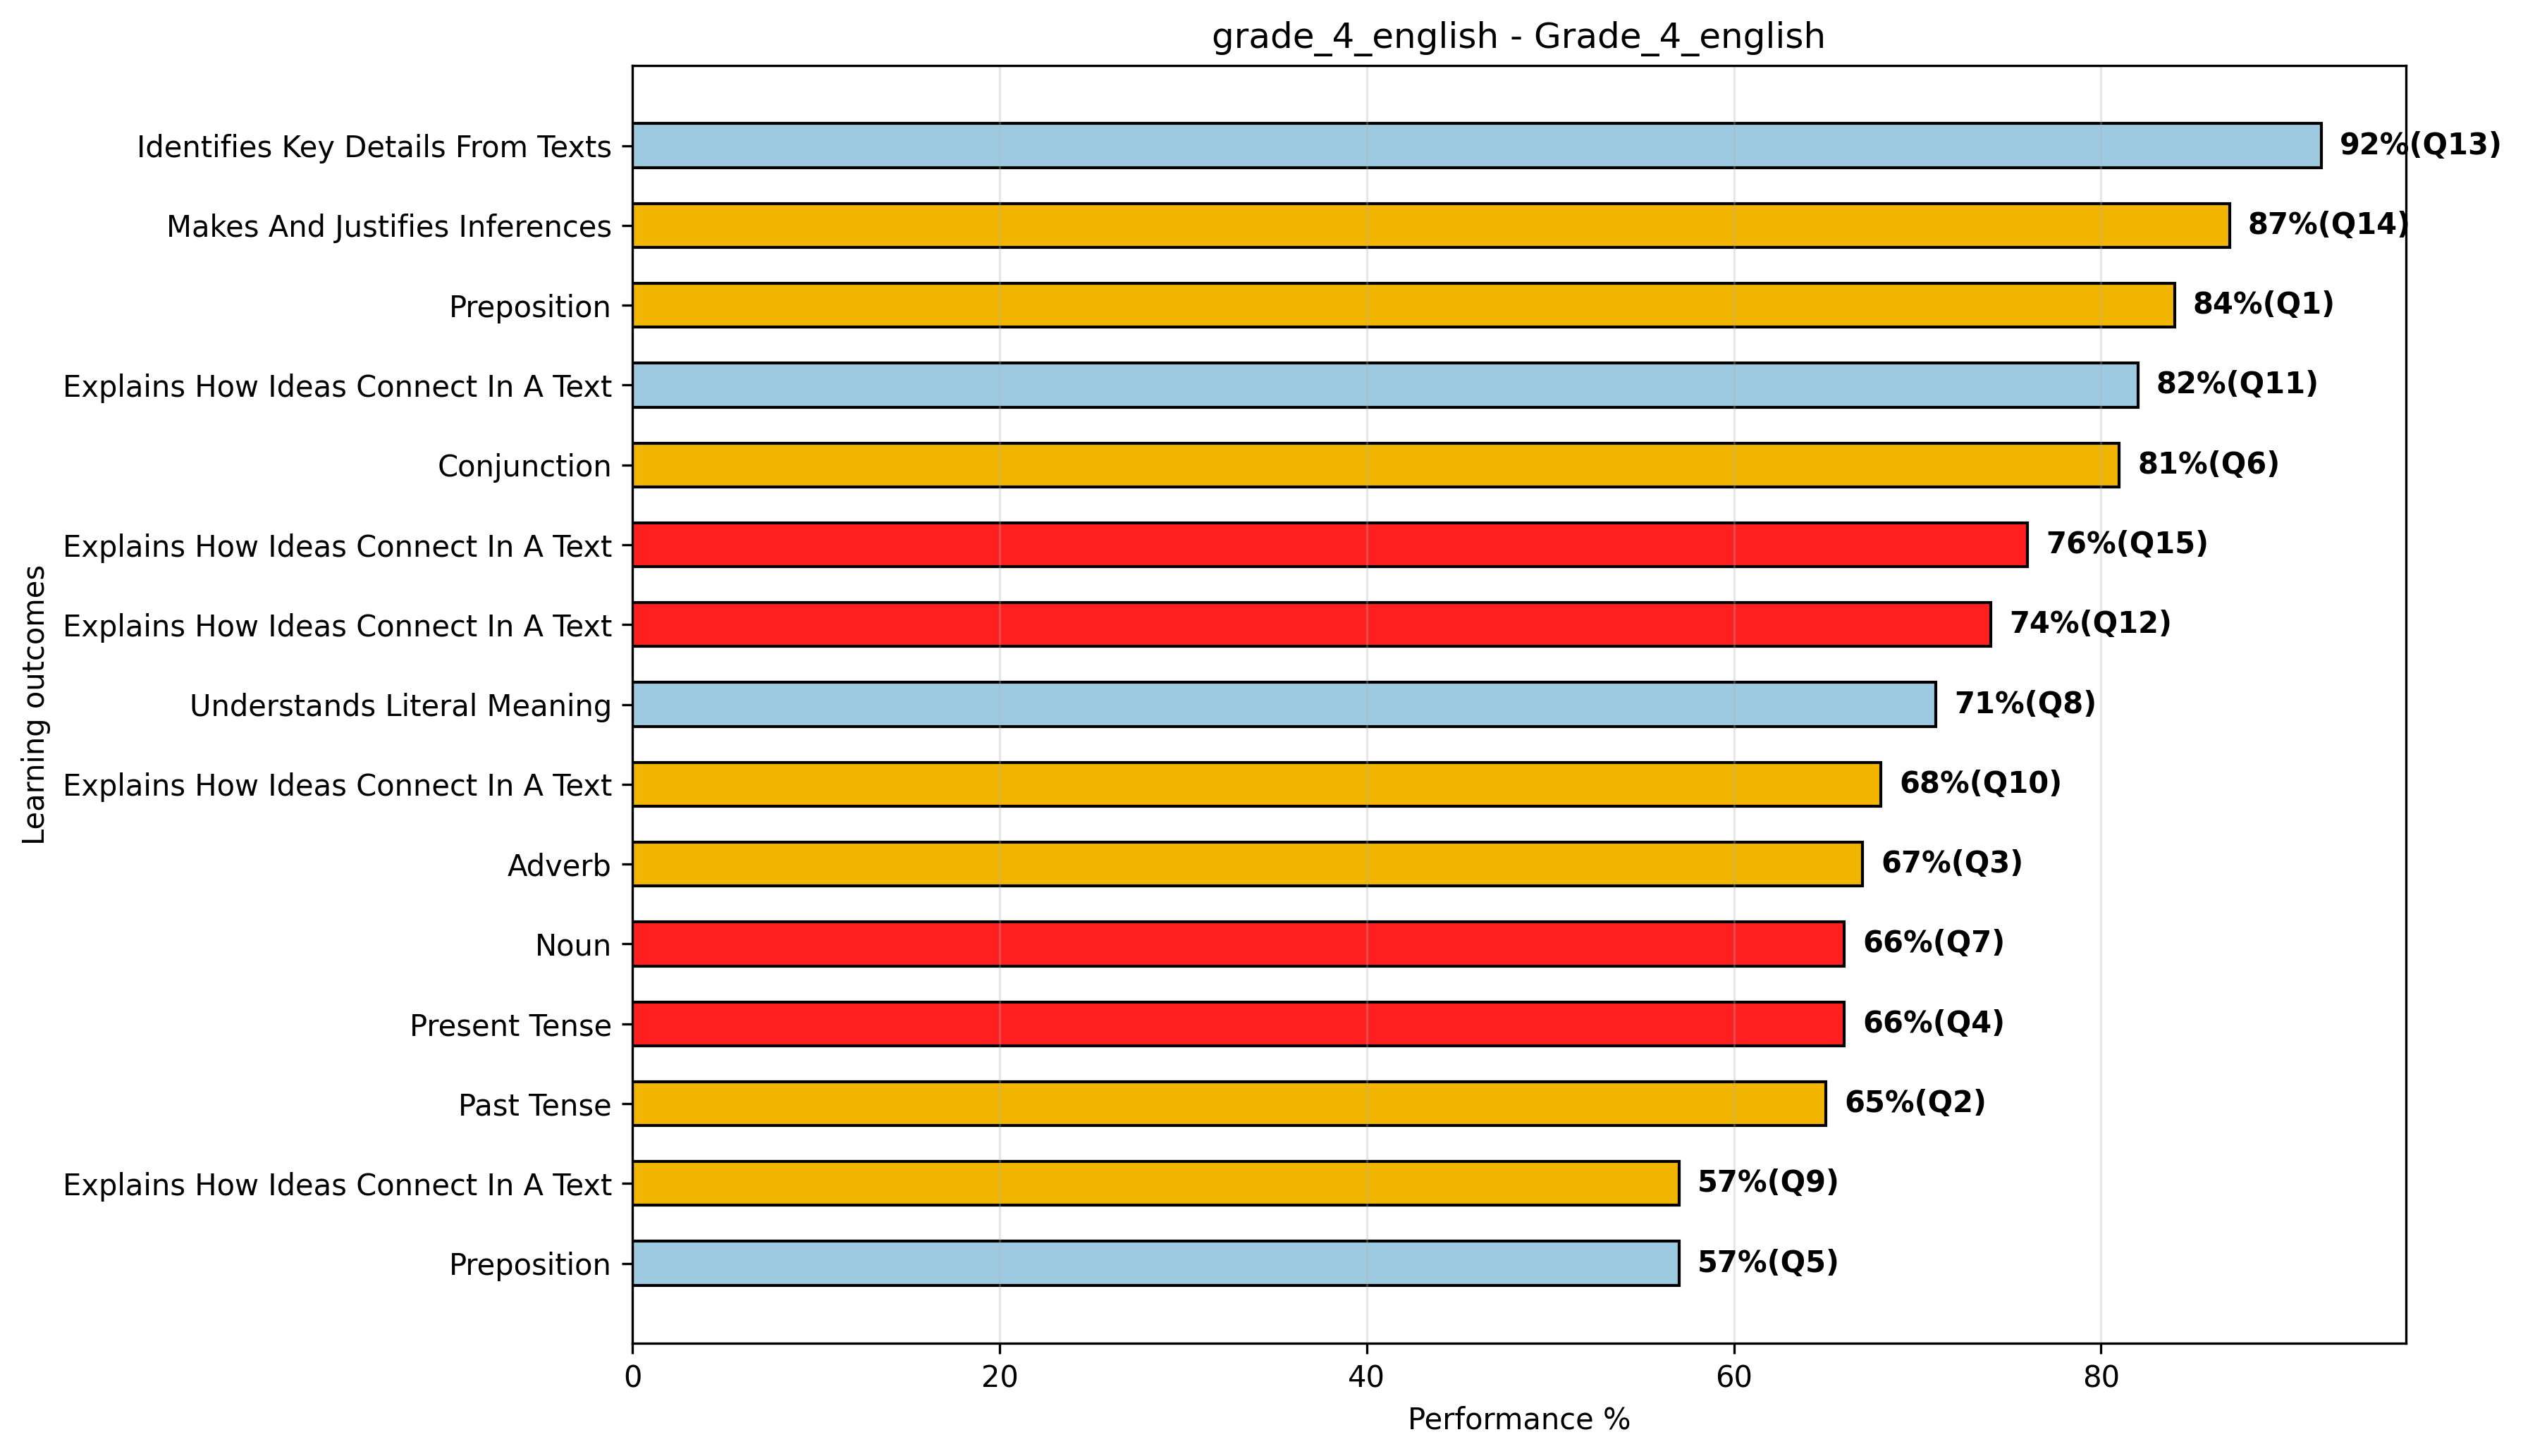 grade_4_english - Grade_4_english
Identifies Key Details From Texts 92%(Q13)
Makes And Justifies Inferences 87%(Q14)
Preposition 84%(Q1)
Explains How Ideas Connect In A Text 82%(Q11)
Conjunction 81%(Q6)
Explains How Ideas Connect In A Text 76%(Q15)
Explains How Ideas Connect In A Text 74%(Q12)
Understands Literal Meaning 71%(Q8)
Explains How Ideas Connect In A Text 68%(Q10)
Adverb 67%(Q3)
Noun 66%(Q7)
Present Tense 66%(Q4)
Past Tense 65%(Q2)
Explains How Ideas Connect In A Text 57%(Q9)
Preposition 57%(Q5)
Learning outcomes
0 20 40 60 80
Performance %